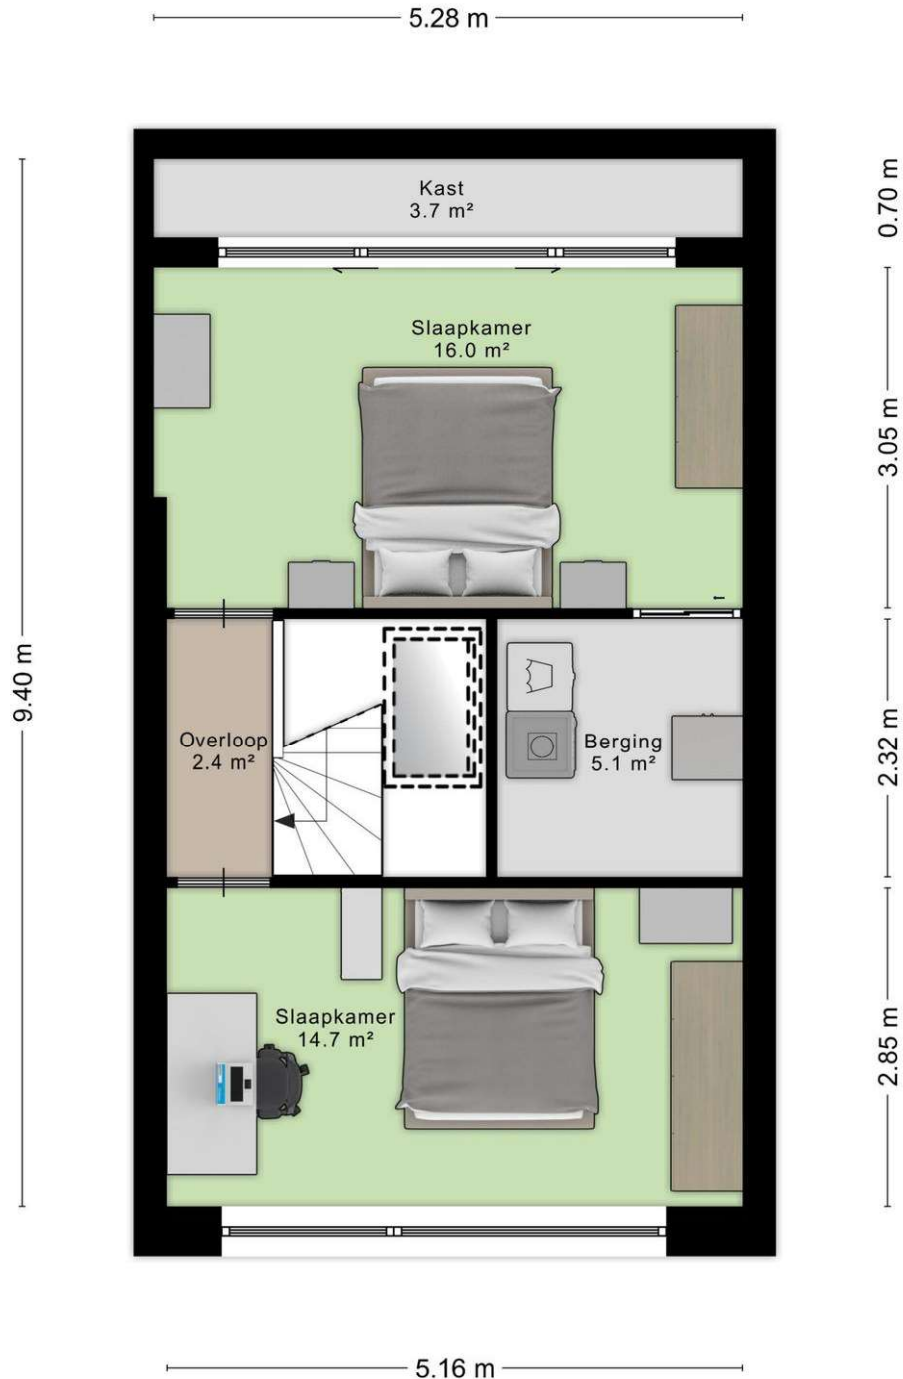 5.28 m
Kast
3.7 m²
0.70 m
Slaapkamer
16.0 m²
3.05 m
9.40 m
Overloop
2.4 m²
Berging
5.1 m²
2.32 m
Slaapkamer
14.7 m²
2.85 m
5.16 m